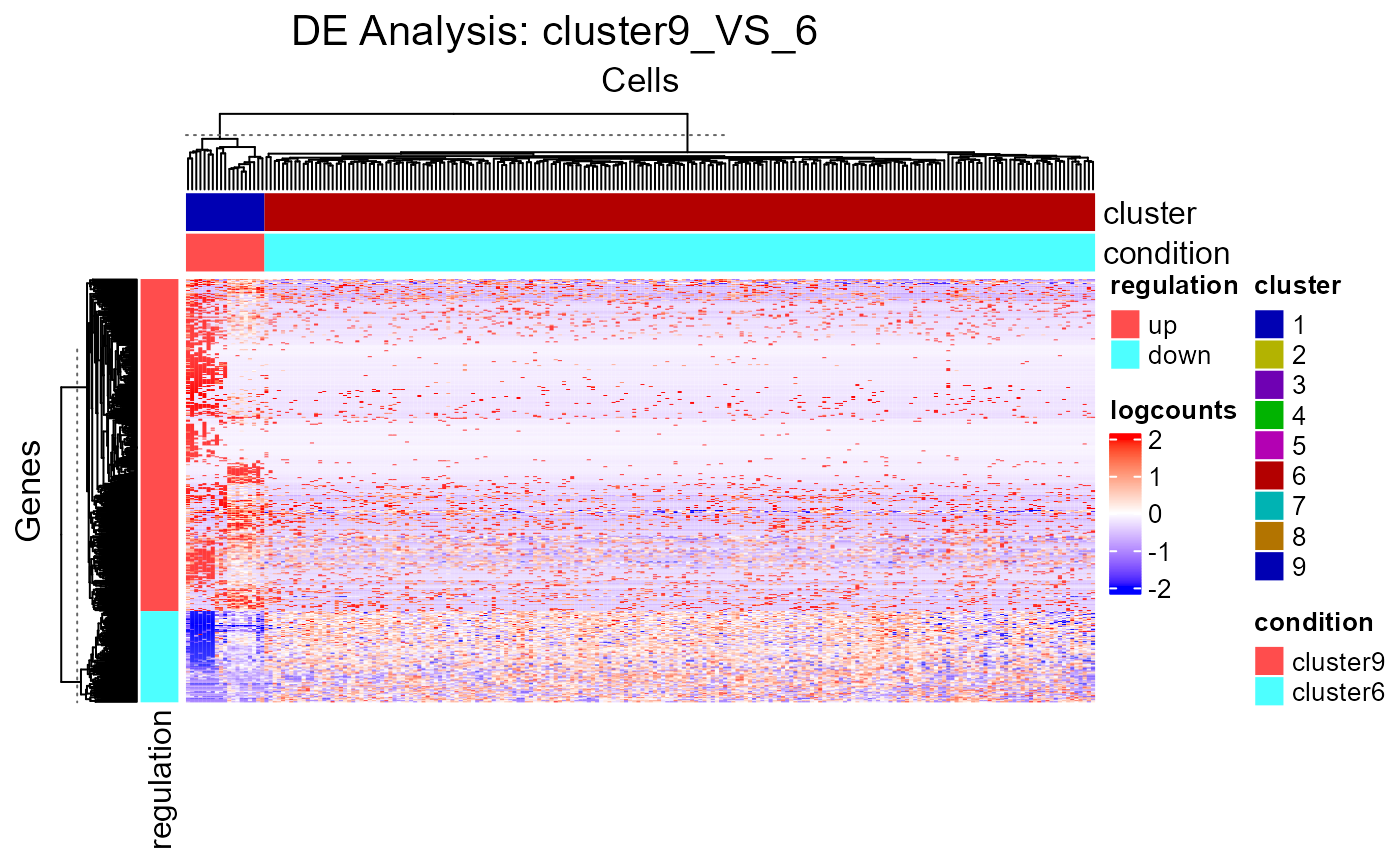 DE Analysis: cluster9_VS_6
Cells
cluster
condition
Genes
regulation
regulation
up
down
logcounts
2
1
0
-1
-2
cluster
1
2
3
4
5
6
7
8
9
condition
cluster9
cluster6